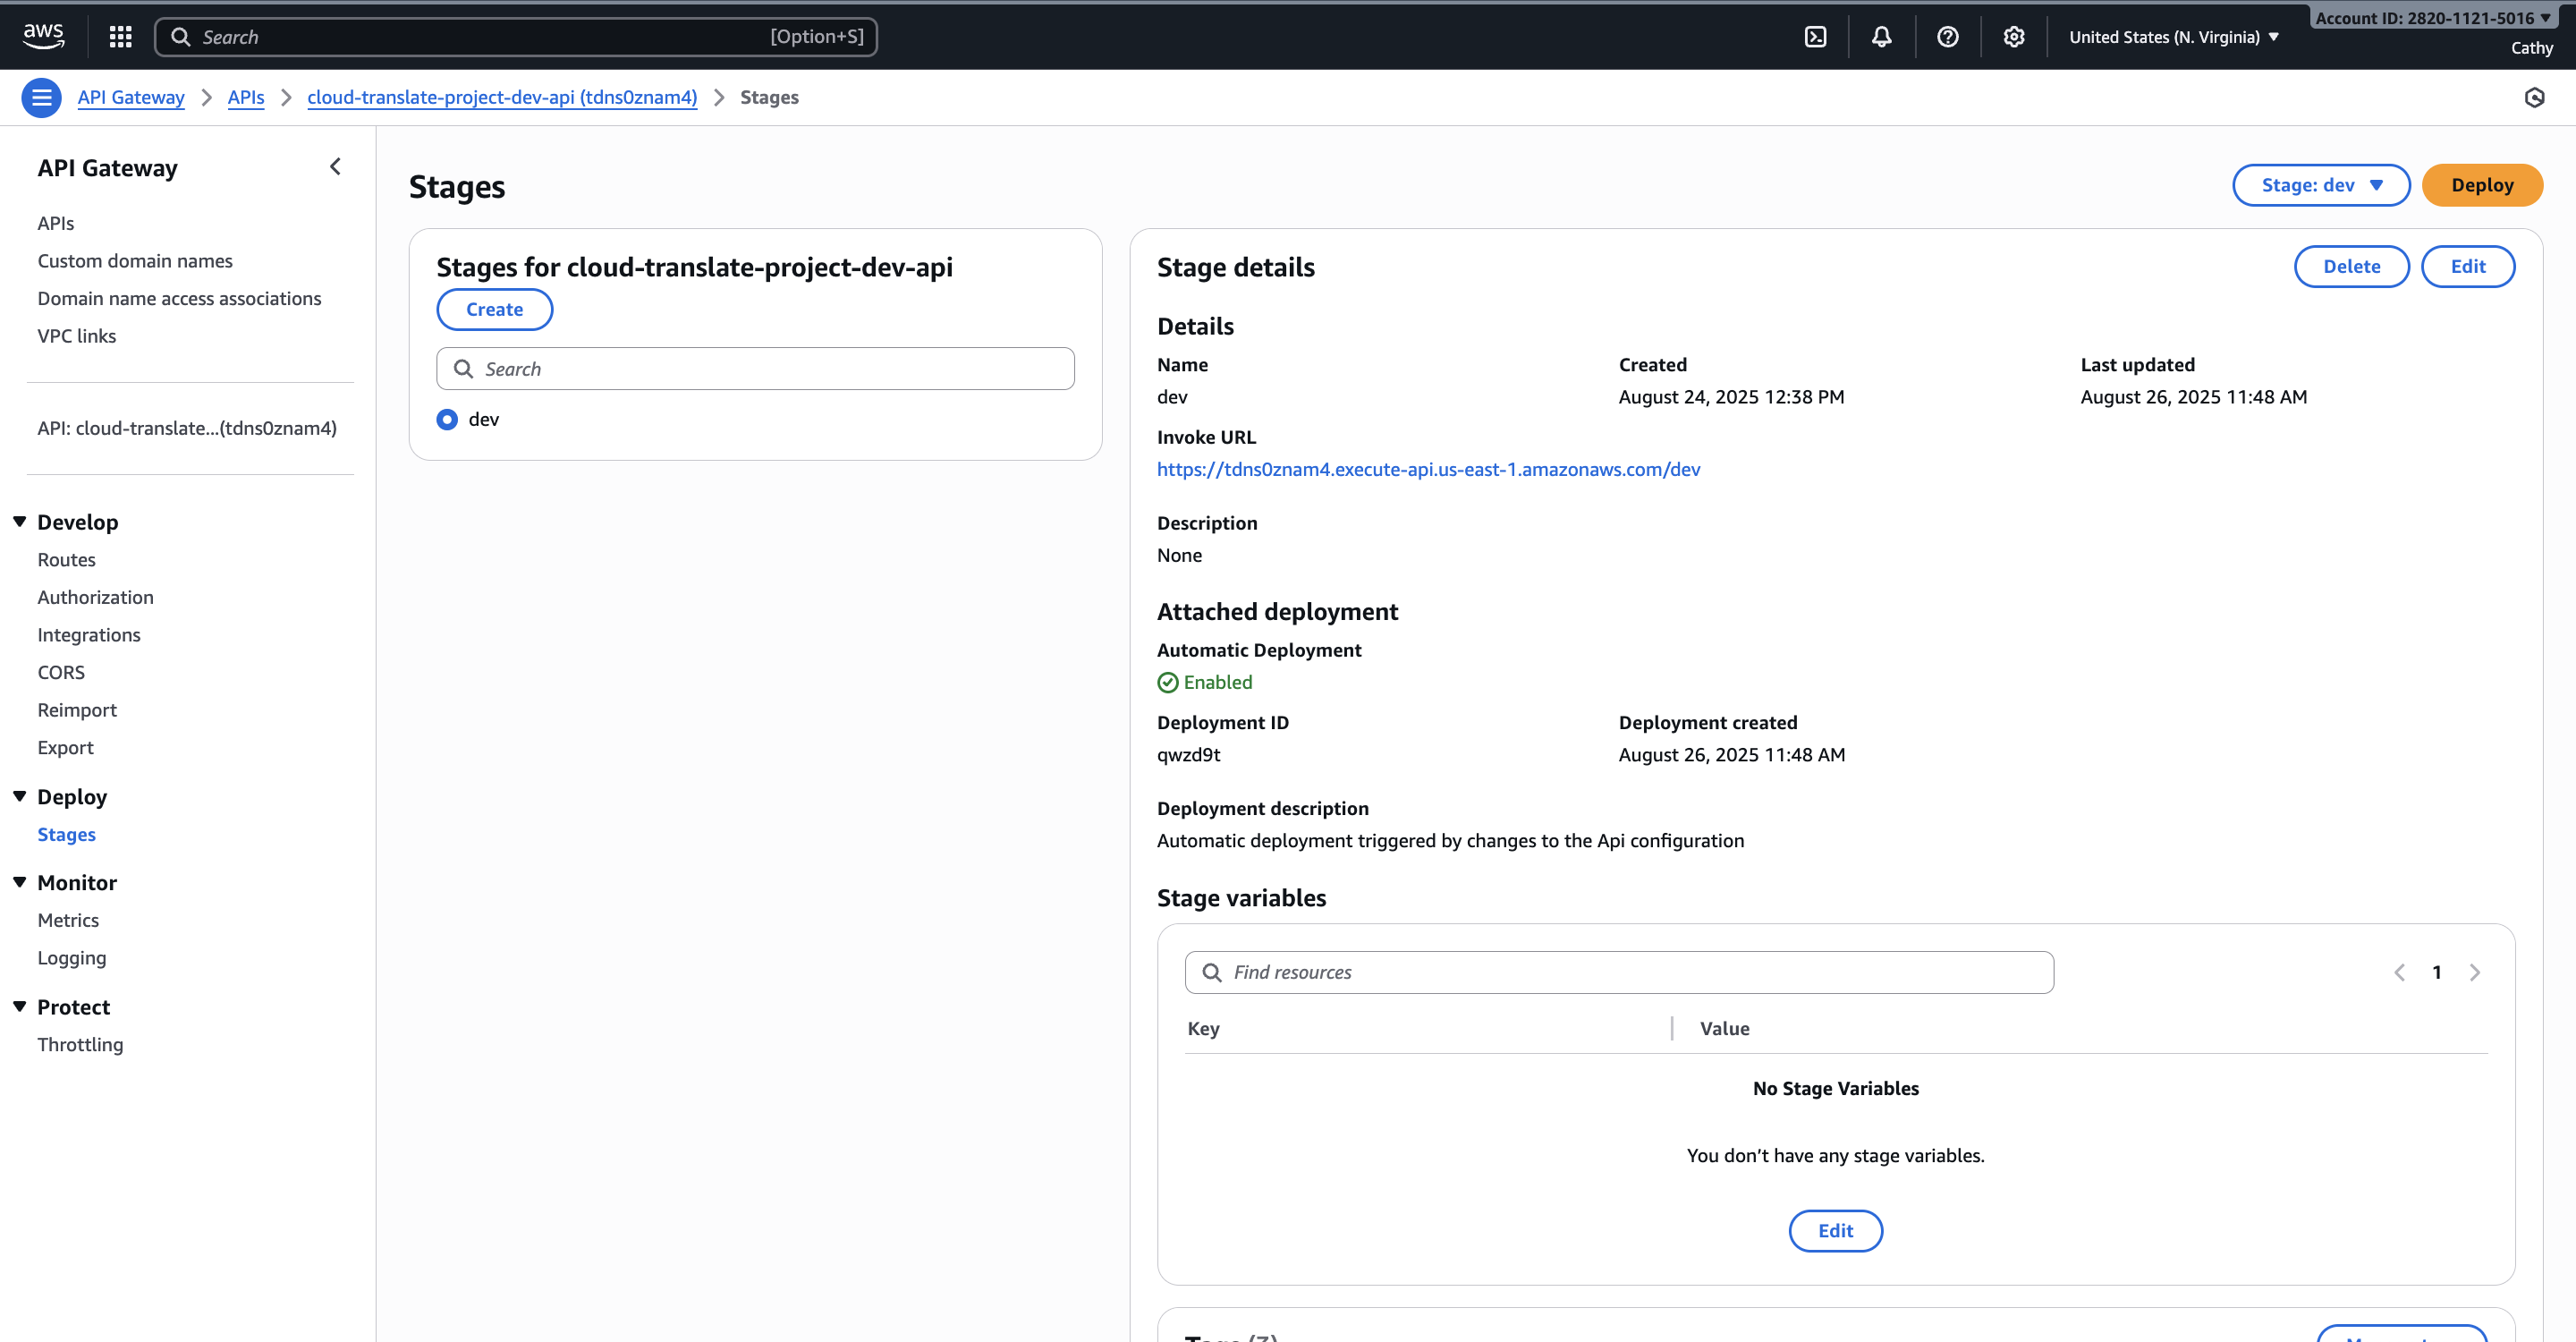 aws
Search
[Option+S]
United States (N. Virginia)
Account ID: 2820-1121-5016
Cathy
API Gateway
APIs
cloud-translate-project-dev-api (tdns0znam4)
Stages
API Gateway
APIs
Custom domain names
Domain name access associations
VPC links
API: cloud-translate...(tdns0znam4)
Develop
Routes
Authorization
Integrations
CORS
Reimport
Export
Deploy
Stages
Monitor
Metrics
Logging
Protect
Throttling
Stages
Stage: dev
Deploy
Stages for cloud-translate-project-dev-api
Create
Search
dev
Stage details
Delete
Edit
Details
Name
Created
Last updated
dev
August 24, 2025 12:38 PM
August 26, 2025 11:48 AM
Invoke URL
https://tdns0znam4.execute-api.us-east-1.amazonaws.com/dev
Description
None
Attached deployment
Automatic Deployment
Enabled
Deployment ID
Deployment created
qwzd9t
August 26, 2025 11:48 AM
Deployment description
Automatic deployment triggered by changes to the Api configuration
Stage variables
Find resources
1
Key
Value
No Stage Variables
You don't have any stage variables.
Edit
Tags (3)